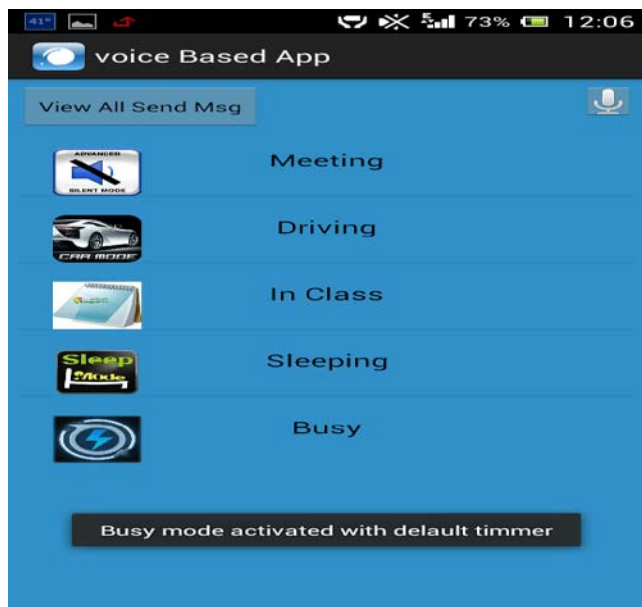 41° 73% 12:06
voice Based App
View All Send Msg
ADVANCED
SILENT MODE
Meeting
CAR MODE
Driving
In Class
Sleep
Mode
Sleeping
Busy
Busy mode activated with delault timmer